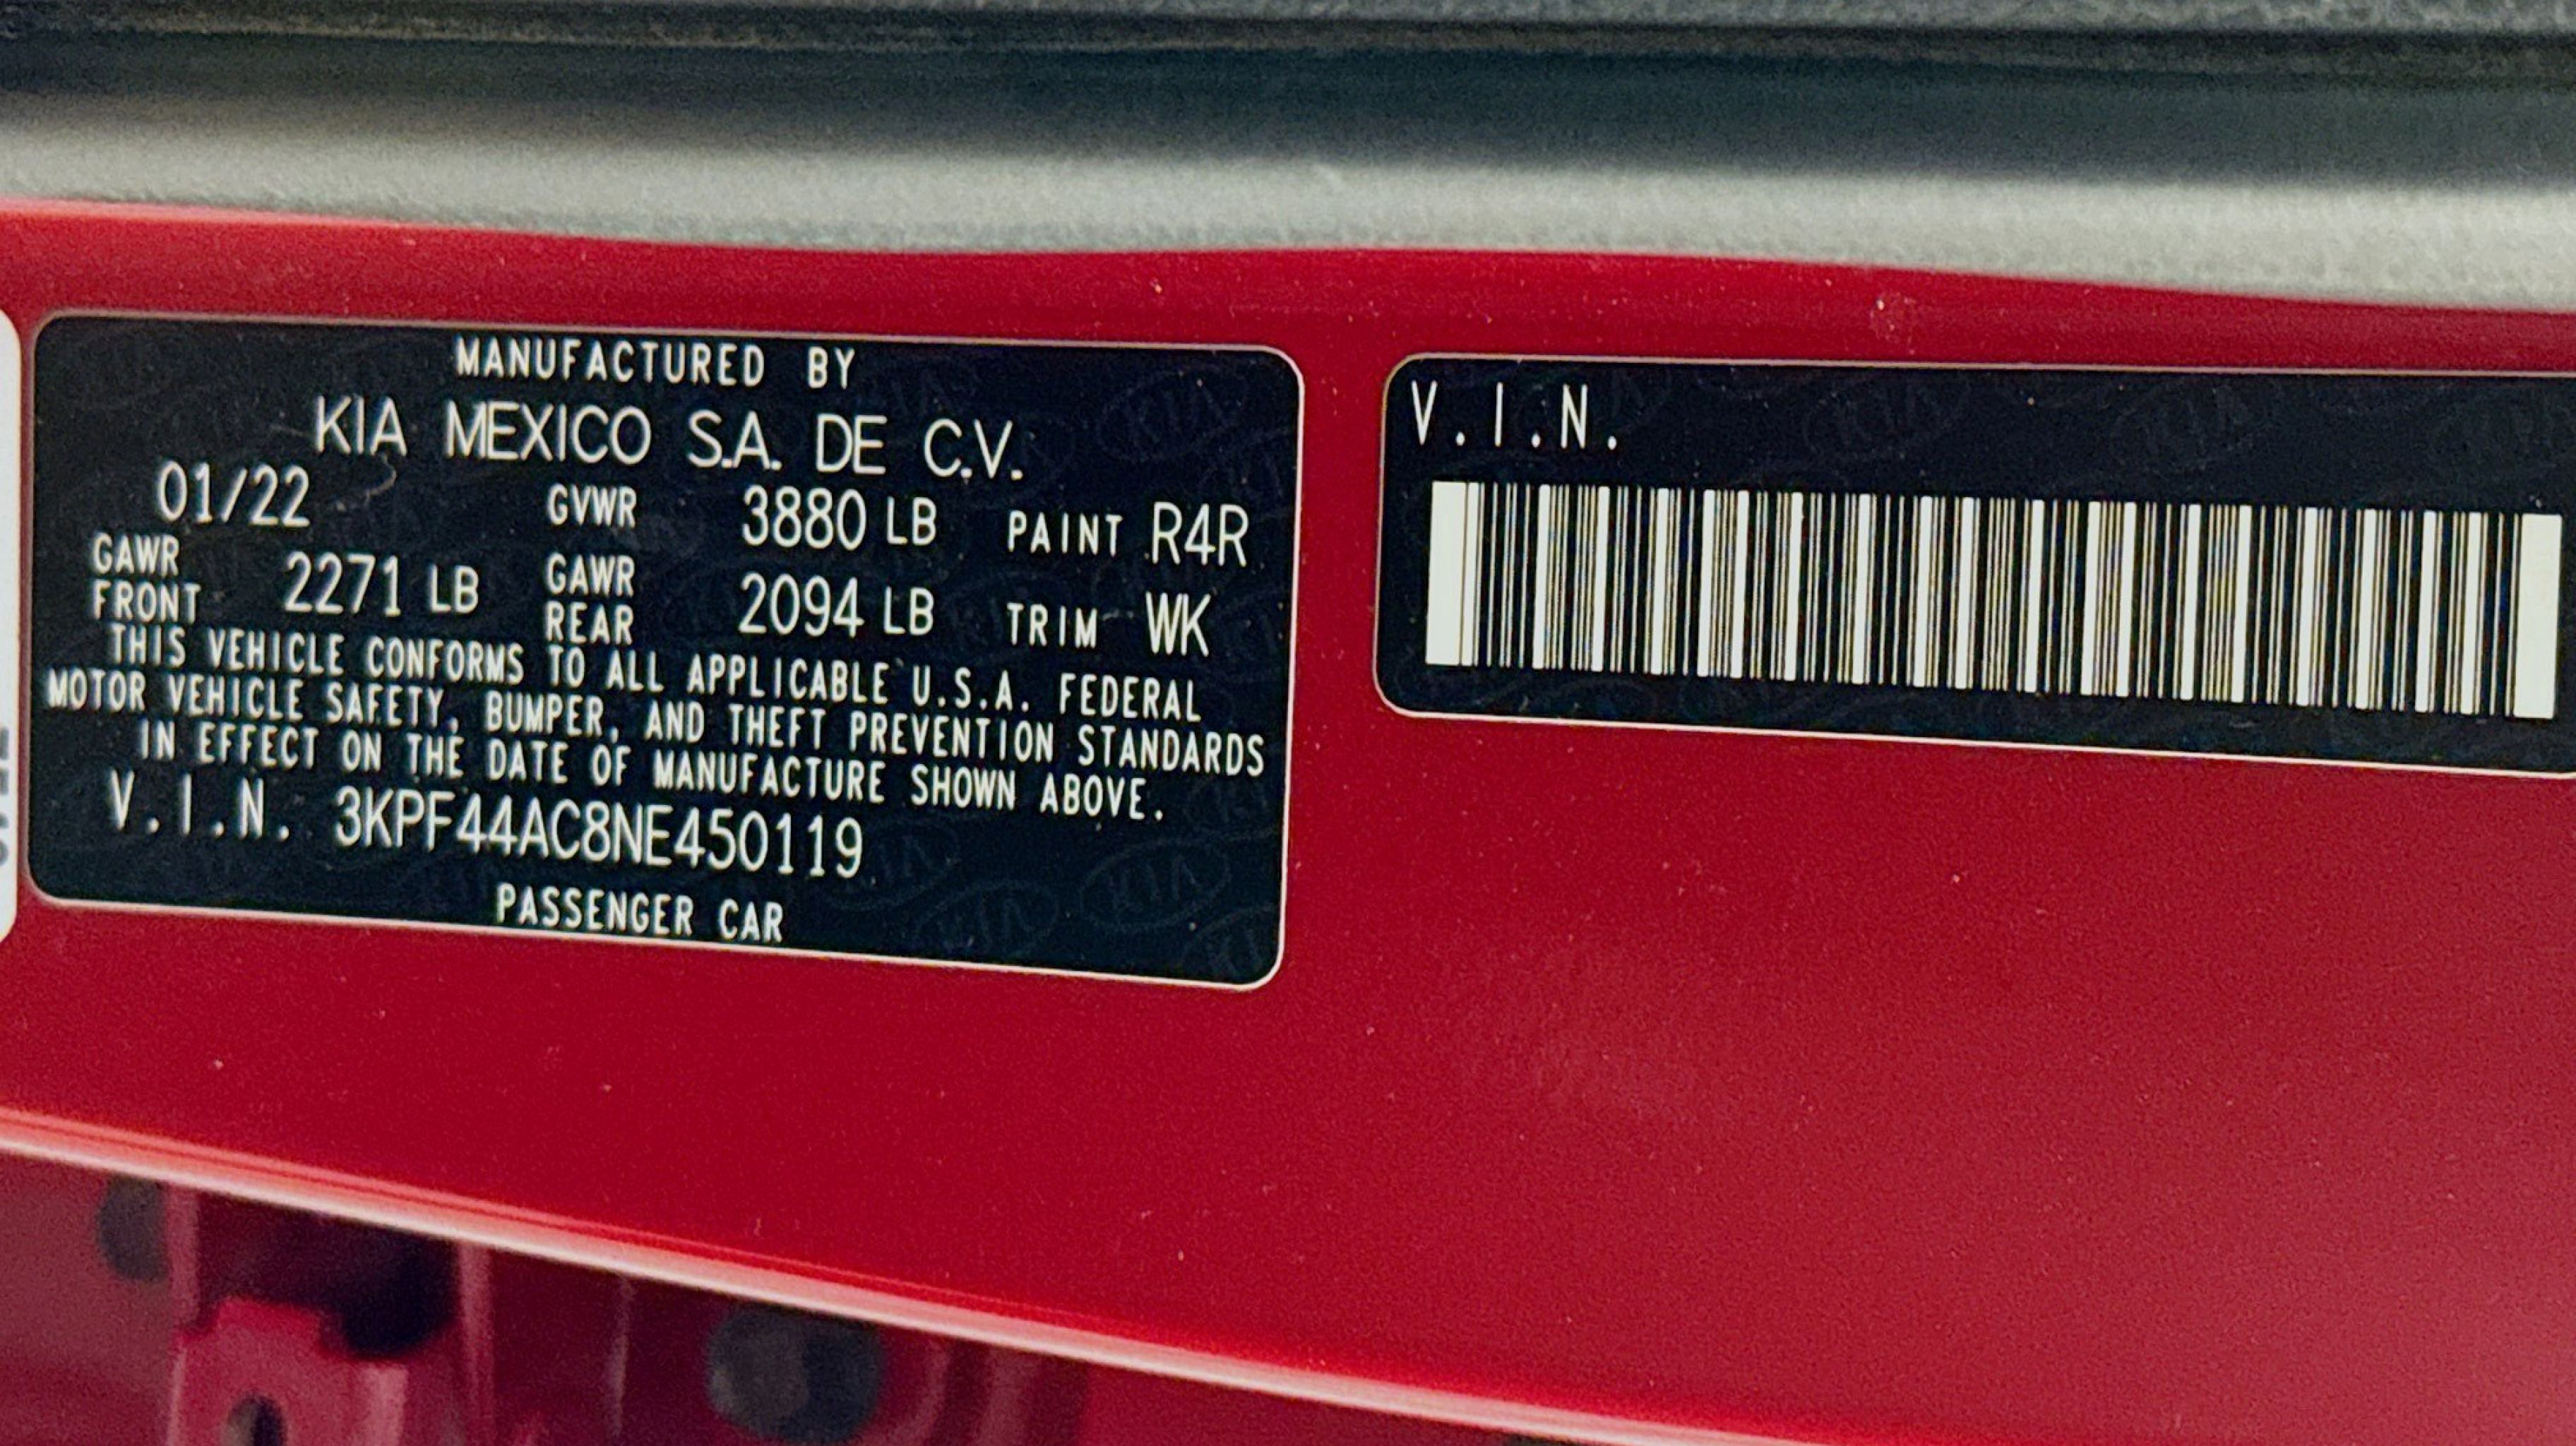 MANUFACTURED BY
KIA MEXICO S.A. DE C.V.
01/22 GVWR 3880 LB PAINT R4R
GAWR FRONT 2271 LB GAWR REAR 2094 LB TRIM WK
THIS VEHICLE CONFORMS TO ALL APPLICABLE U.S.A. FEDERAL
MOTOR VEHICLE SAFETY, BUMPER, AND THEFT PREVENTION STANDARDS
IN EFFECT ON THE DATE OF MANUFACTURE SHOWN ABOVE.
V.I.N. 3KPF44AC8NE450119
PASSENGER CAR
V.I.N.